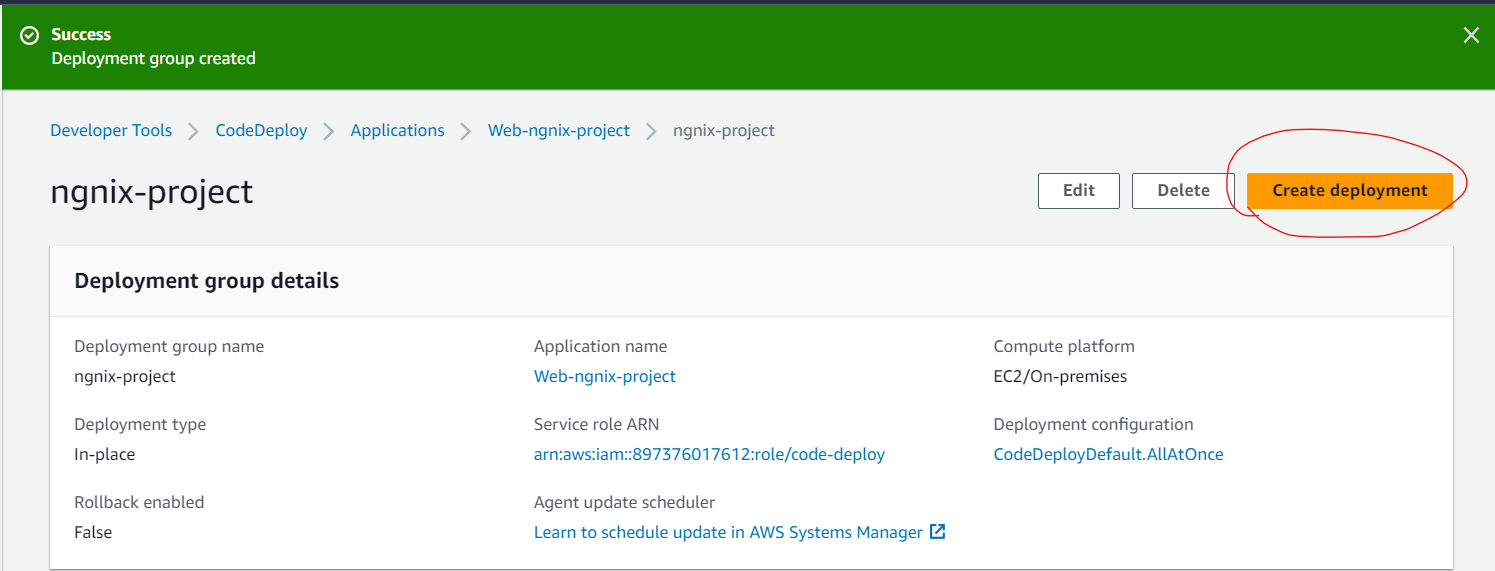 Success
Deployment group created
Developer Tools CodeDeploy Applications Web-ngnix-project ngnix-project
ngnix-project
Edit Delete Create deployment
Deployment group details
Deployment group name Application name Compute platform
ngnix-project Web-ngnix-project EC2/On-premises
Deployment type Service role ARN Deployment configuration
In-place arn:aws:iam::897376017612:role/code-deploy CodeDeployDefault.AllAtOnce
Rollback enabled Agent update scheduler
False Learn to schedule update in AWS Systems Manager